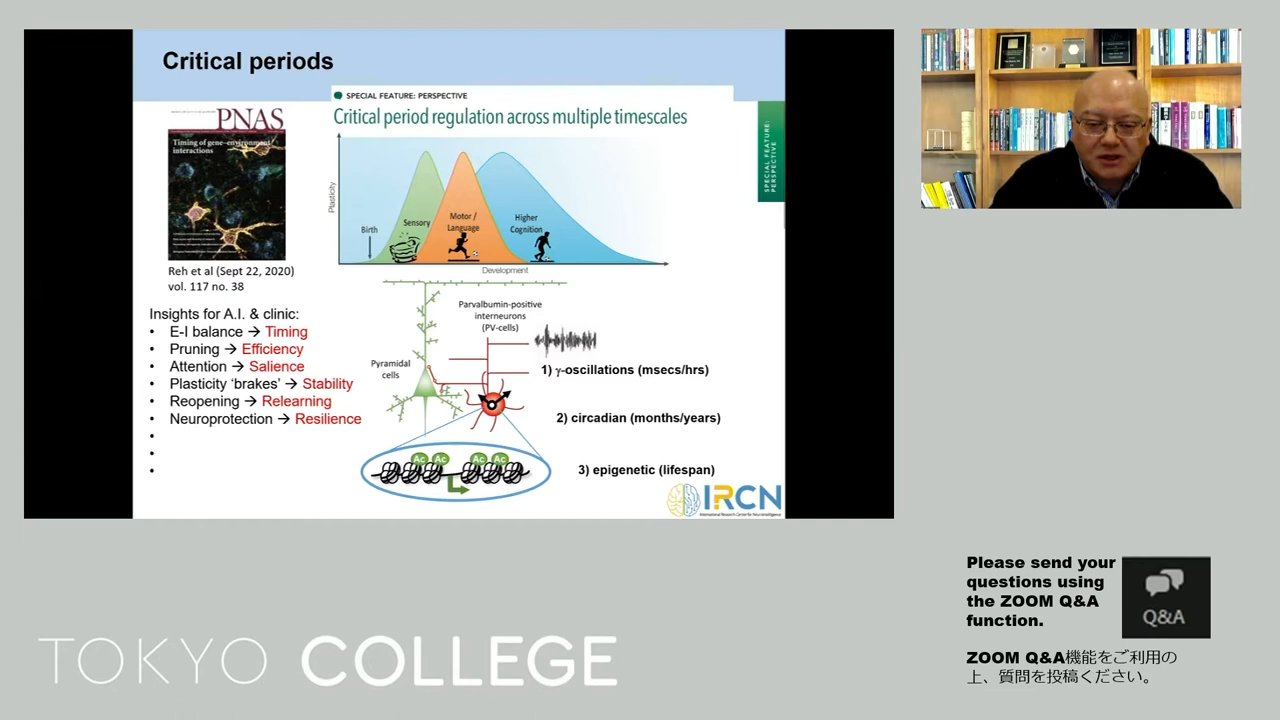 Critical periods
SPECIAL FEATURE: PERSPECTIVE
Critical period regulation across multiple timescales
PNAS
Timing of gene–environment
interactions
SPECIAL FEATURE:
PERSPECTIVE
Plasticity
Birth
Sensory
Motor /
Language
Higher
Cognition
Development
Reh et al (Sept 22, 2020)
vol. 117 no. 38
Insights for A.I. & clinic:
• E-I balance → Timing
• Pruning → Efficiency
• Attention → Salience
• Plasticity ‘brakes’ → Stability
• Reopening → Relearning
• Neuroprotection → Resilience
•
•
•
Parvalbumin-positive
interneurons
(PV-cells)
Pyramidal
cells
1) γ-oscillations (msecs/hrs)
2) circadian (months/years)
3) epigenetic (lifespan)
Ac Ac Ac Ac
IRCN
International Research Center for Neurointelligence
Please send your
questions using
the ZOOM Q&A
function.
Q&A
ZOOM Q&A機能をご利用の
上、質問を投稿ください。
TOKYO COLLEGE